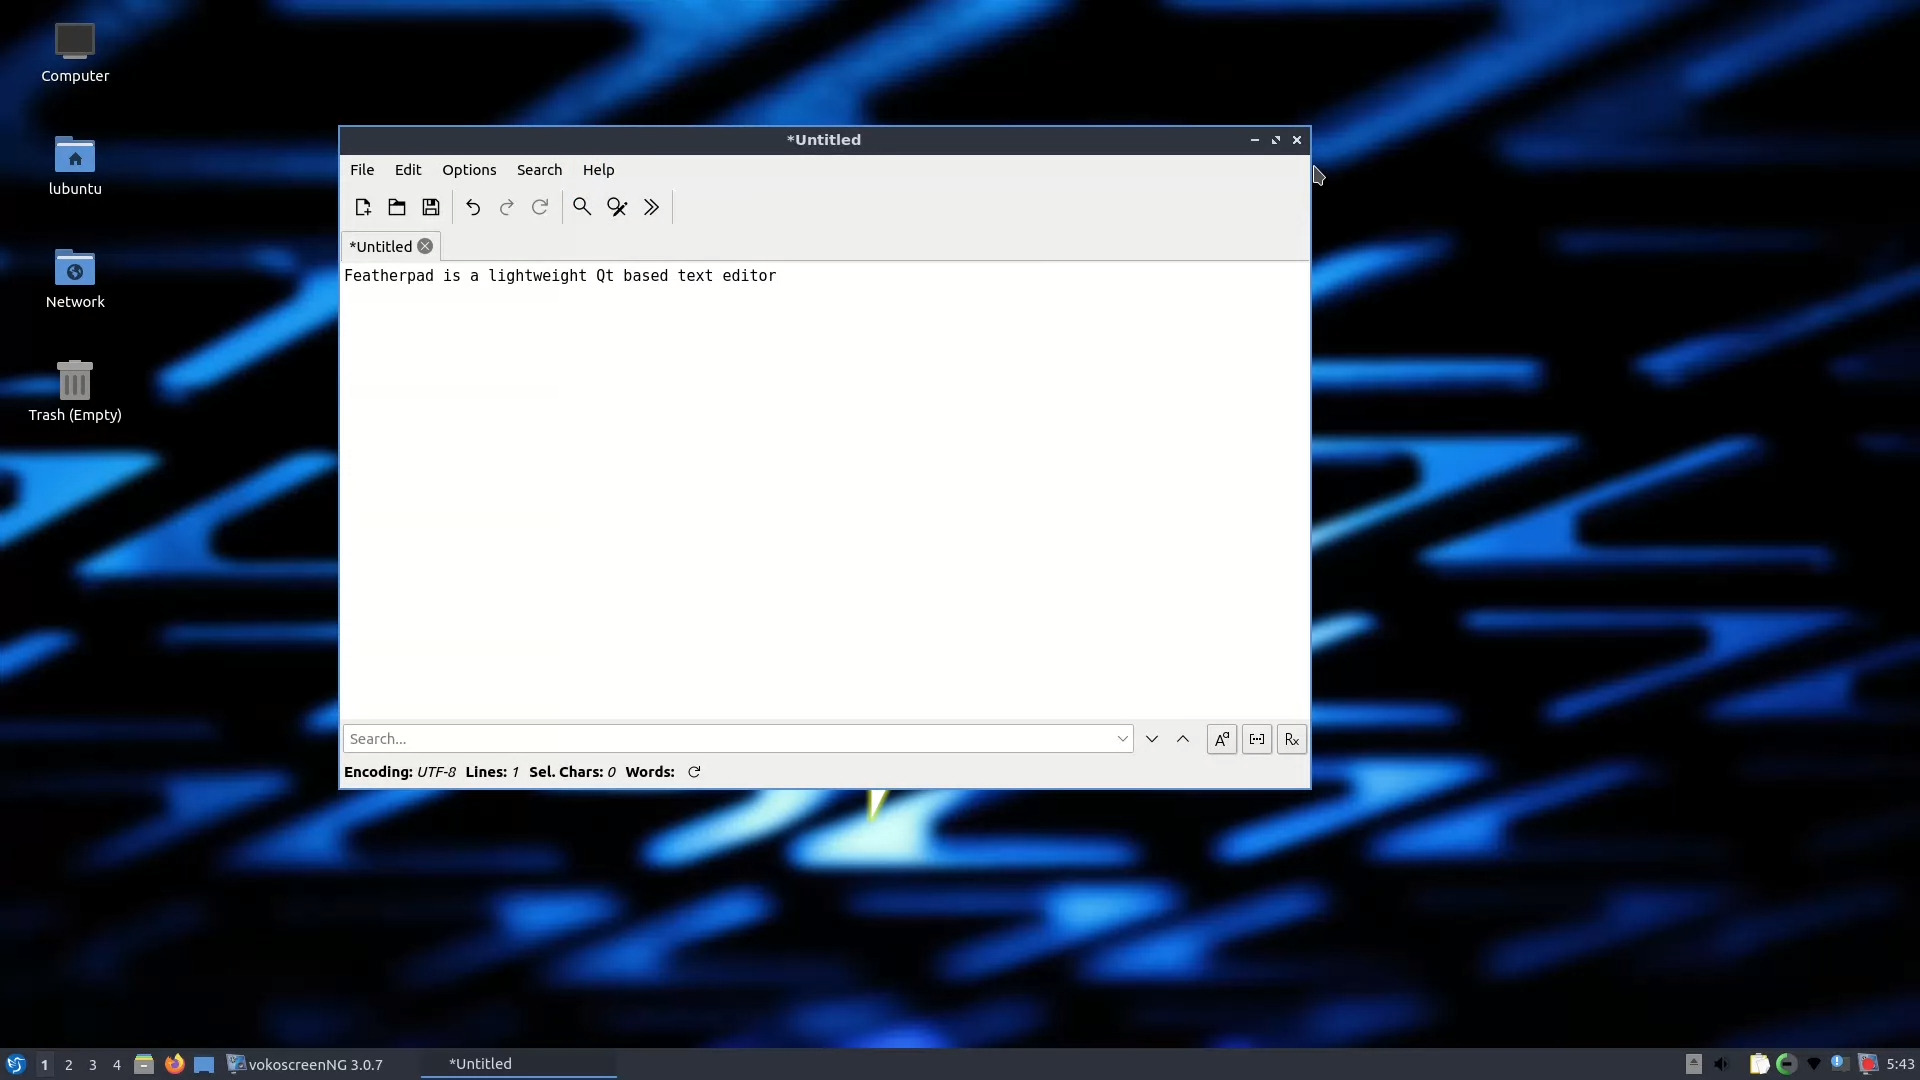 Computer
lubuntu
Network
Trash (Empty)
*Untitled
File Edit Options Search Help
*Untitled
Featherpad is a lightweight Qt based text editor
Search...
Aª [···] Rx
Encoding: UTF-8 Lines: 1 Sel. Chars: 0 Words:
1 2 3 4 vokoscreenNG 3.0.7 *Untitled 5:43